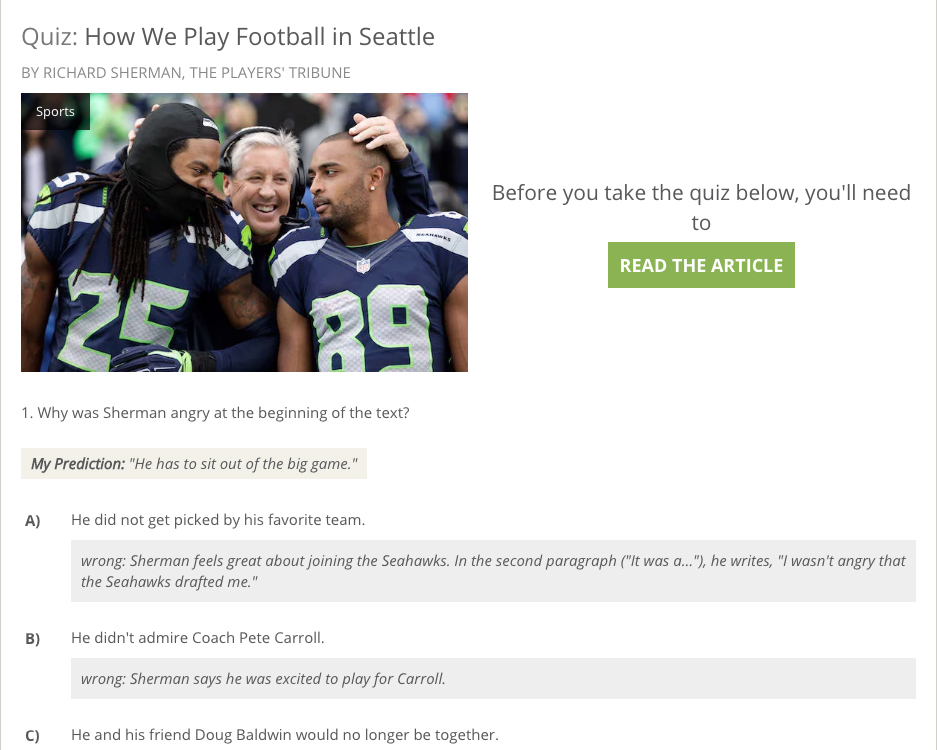 Quiz: How We Play Football in Seattle
BY RICHARD SHERMAN, THE PLAYERS' TRIBUNE
Sports
25
SEAHAWKS
NFL
89
Before you take the quiz below, you'll need
to
READ THE ARTICLE
1. Why was Sherman angry at the beginning of the text?
My Prediction: "He has to sit out of the big game."
A) He did not get picked by his favorite team.
wrong: Sherman feels great about joining the Seahawks. In the second paragraph ("It was a..."), he writes, "I wasn't angry that
the Seahawks drafted me."
B) He didn't admire Coach Pete Carroll.
wrong: Sherman says he was excited to play for Carroll.
C) He and his friend Doug Baldwin would no longer be together.